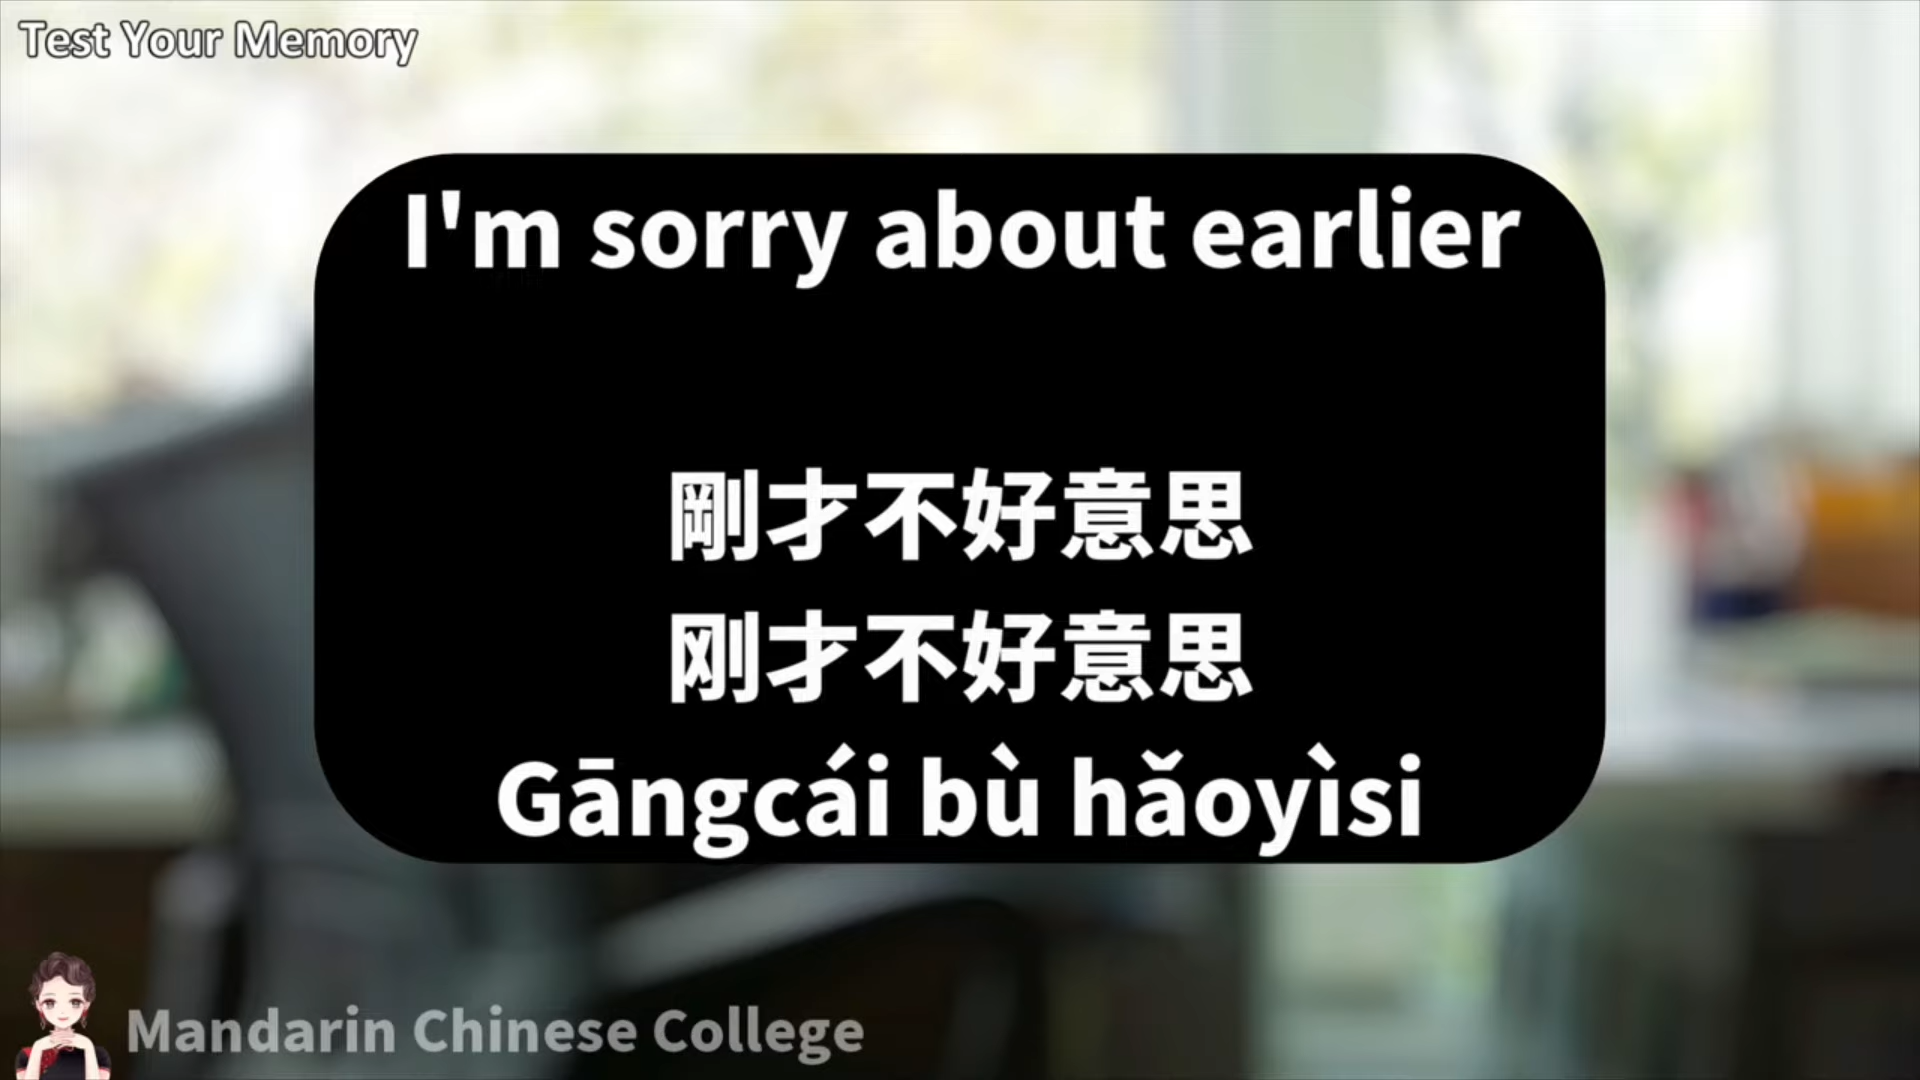 Test Your Memory
I'm sorry about earlier
剛才不好意思
刚才不好意思
Gāngcái bù hǎoyìsi
Mandarin Chinese College